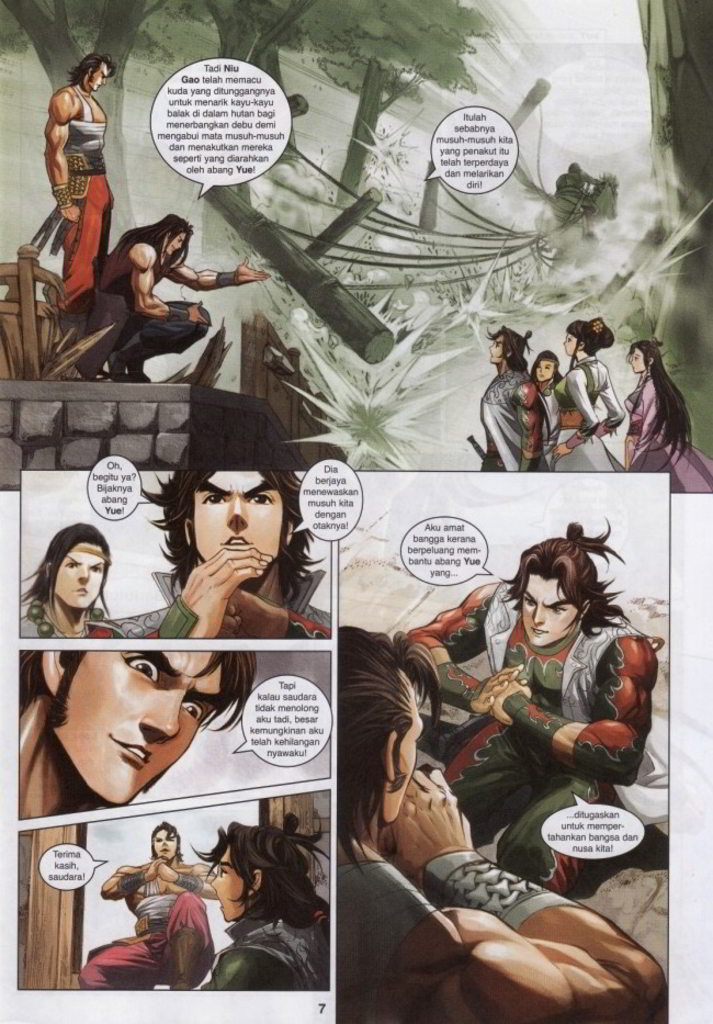 Tadi Niu
Gao telah memacu
kuda yang ditunggangnya
untuk menarik kayu-kayu
balak di dalam hutan bagi
menerbangkan debu demi
mengabui mata musuh-musuh
dan menakutkan mereka
seperti yang diarahkan
oleh abang Yue!
Itulah
sebabnya
musuh-musuh kita
yang penakut itu
telah terperdaya
dan melarikan
diri!
Oh,
begitu ya?
Bijaknya
abang
Yue!
Dia
berjaya
menewaskan
musuh kita
dengan
otaknya!
Tapi
kalau saudara
tidak menolong
aku tadi, besar
kemungkinan aku
telah kehilangan
nyawaku!
Terima
kasih,
saudara!
Aku amat
bangga kerana
berpeluang mem-
bantu abang Yue
yang...
...ditugaskan
untuk memper-
tahankan bangsa dan
nusa kita!
7